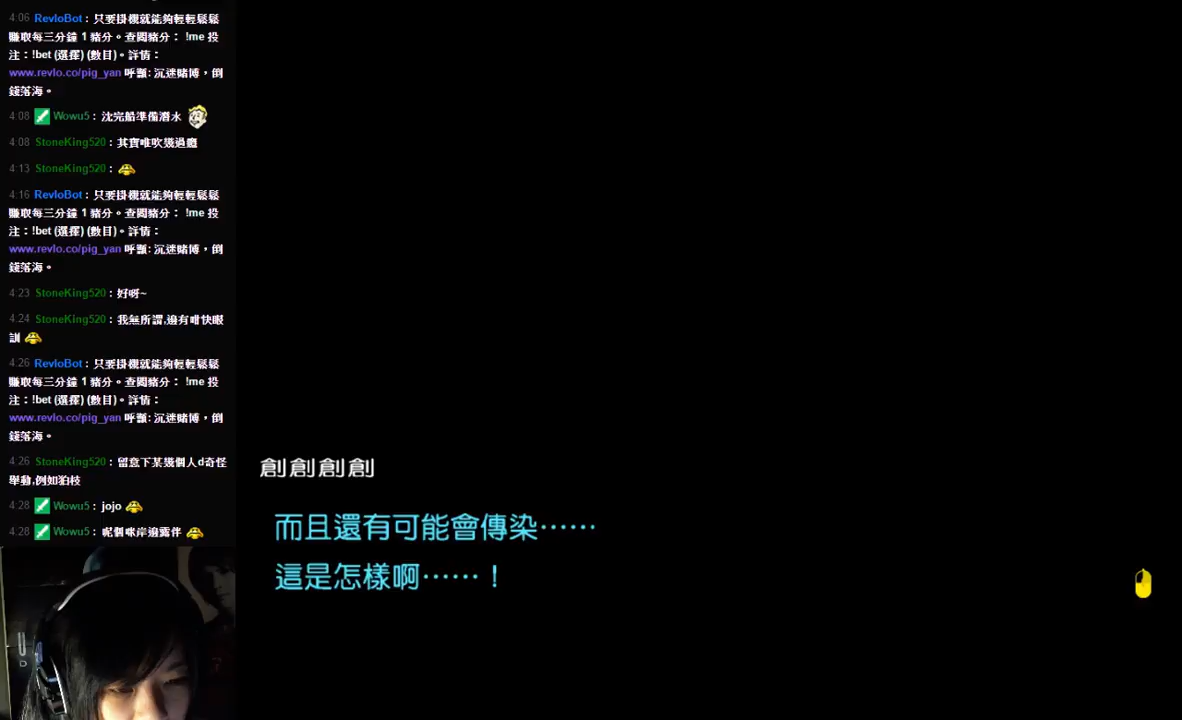 4:06 RevloBot : 只要掛機就能夠輕輕鬆鬆
賺取每三分鐘 1 豬分。查閱豬分： !me 投
注：!bet (選擇) (數目)。詳情：
www.revlo.co/pig_yan 呼籲: 沉迷賭博，倒
錢落海。
4:08 Wowu5 : 沈完船準備潛水
4:08 StoneKing520 : 其實唯吹幾過癮
4:13 StoneKing520 :
4:16 RevloBot : 只要掛機就能夠輕輕鬆鬆
賺取每三分鐘 1 豬分。查閱豬分： !me 投
注：!bet (選擇) (數目)。詳情：
www.revlo.co/pig_yan 呼籲: 沉迷賭博，倒
錢落海。
4:23 StoneKing520 : 好呀~
4:24 StoneKing520 : 我無所謂,邊有咁快眼
訓
4:26 RevloBot : 只要掛機就能夠輕輕鬆鬆
賺取每三分鐘 1 豬分。查閱豬分： !me 投
注：!bet (選擇) (數目)。詳情：
www.revlo.co/pig_yan 呼籲: 沉迷賭博，倒
錢落海。
4:26 StoneKing520 : 留意下某幾個人d奇怪
舉動,例如狛枝
4:28 Wowu5 : jojo
4:28 Wowu5 : 呢個咪岸邊露伴
創創創創
而且還有可能會傳染……
這是怎樣啊……！